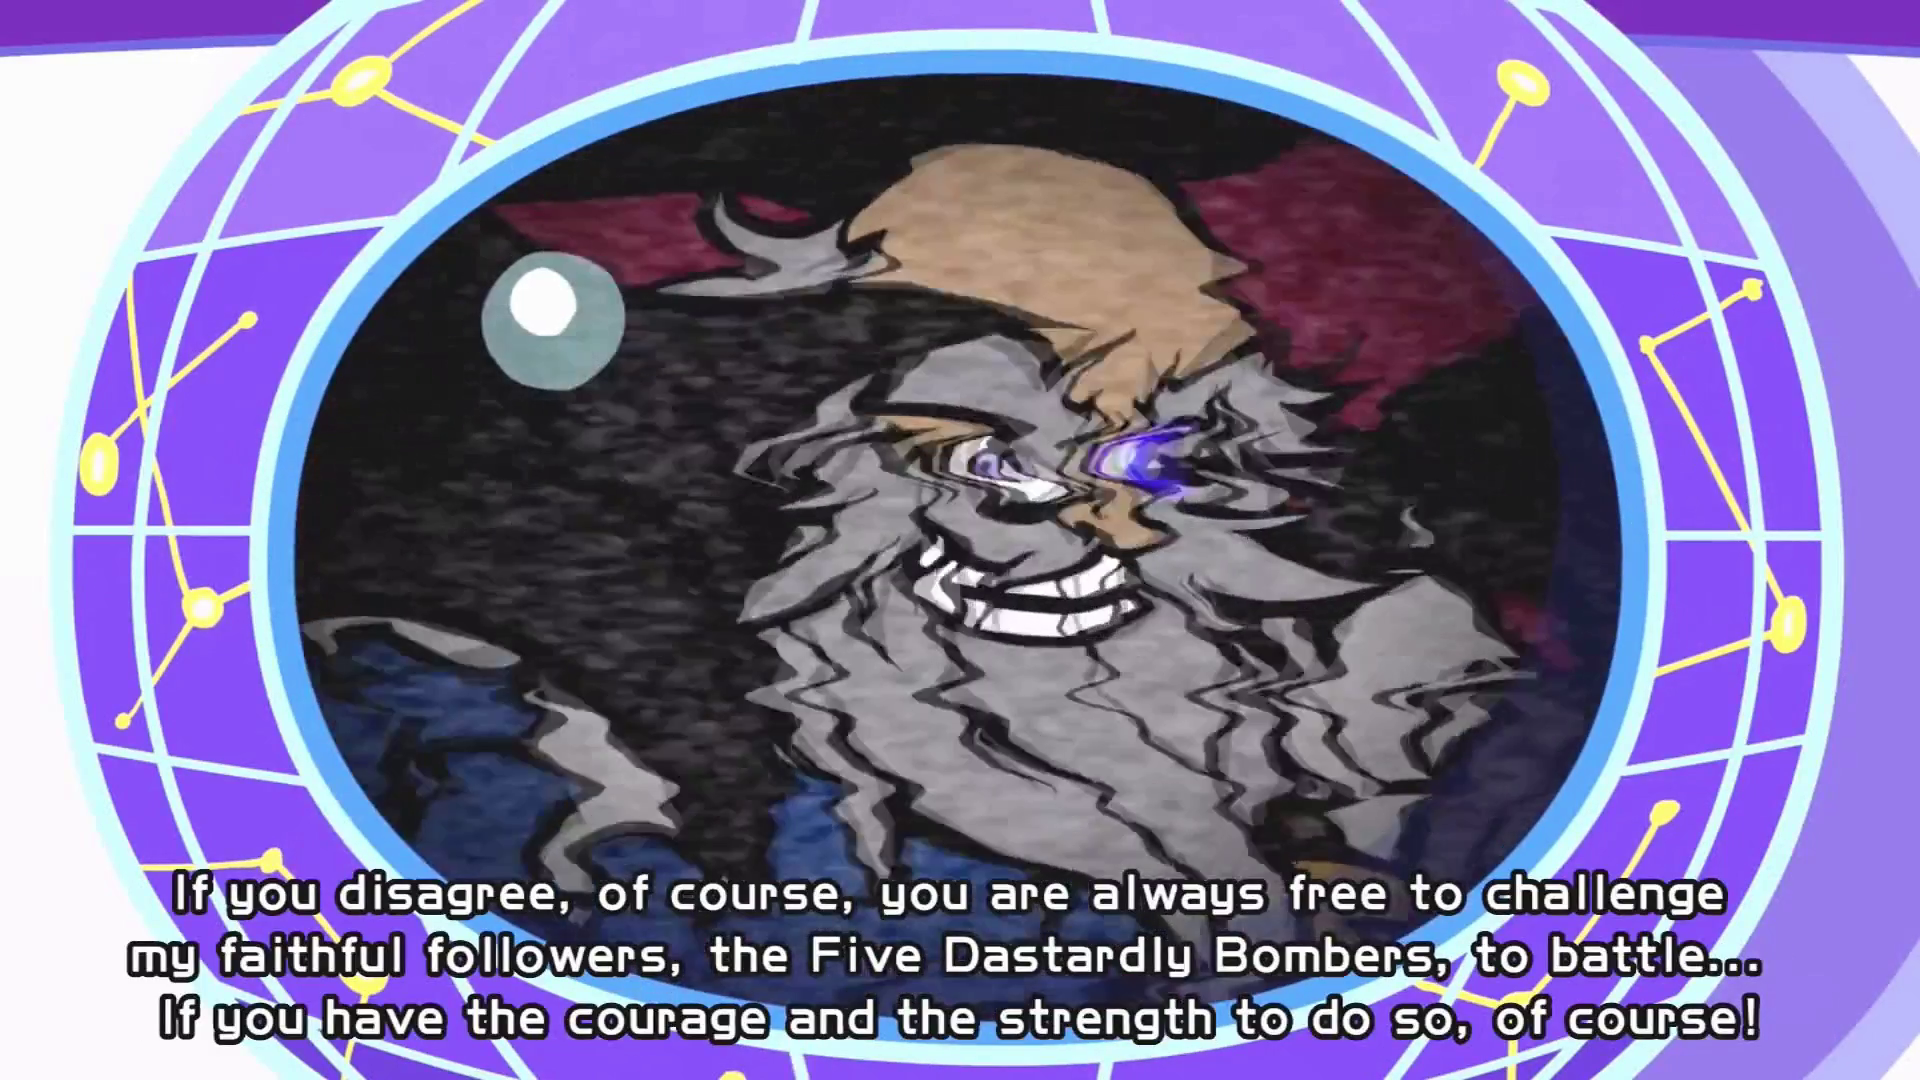 If you disagree, of course, you are always free to challenge
my faithful followers, the Five Dastardly Bombers, to battle...
If you have the courage and the strength to do so, of course!